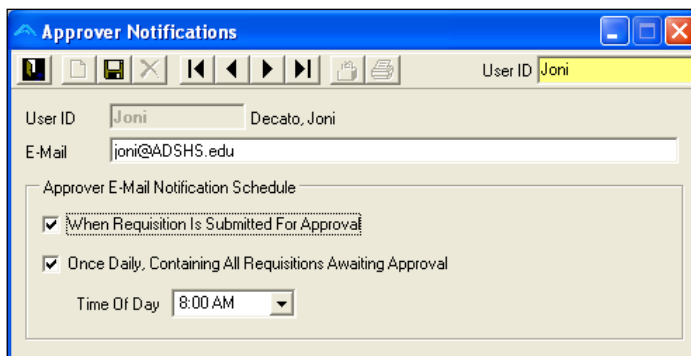 Approver Notifications
User ID Joni
User ID Joni Decato, Joni
E-Mail joni@ADSHS.edu
Approver E-Mail Notification Schedule
When Requisition Is Submitted For Approval
Once Daily, Containing All Requisitions Awaiting Approval
Time Of Day 8:00 AM